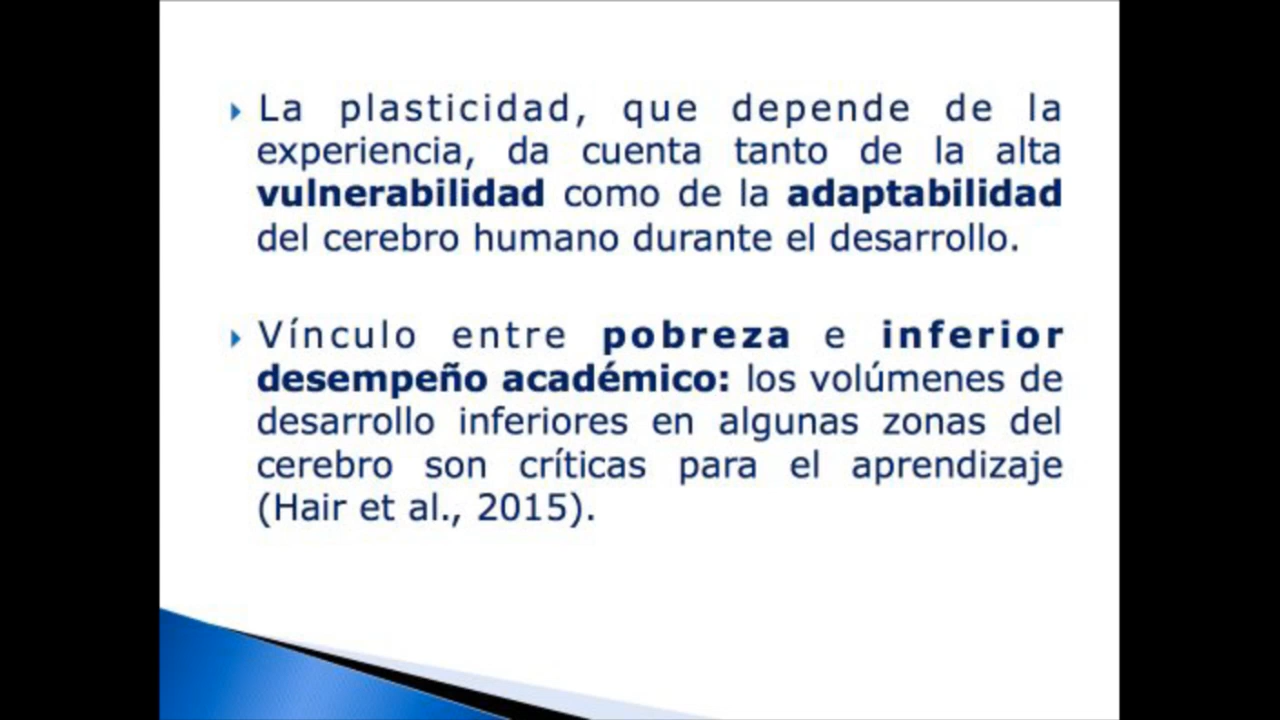 La plasticidad, que depende de la
experiencia, da cuenta tanto de la alta
vulnerabilidad como de la adaptabilidad
del cerebro humano durante el desarrollo.
Vínculo entre pobreza e inferior
desempeño académico: los volúmenes de
desarrollo inferiores en algunas zonas del
cerebro son críticas para el aprendizaje
(Hair et al., 2015).